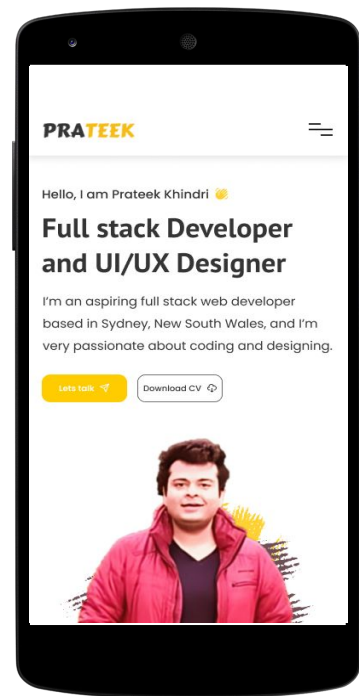 PRATEEK
Hello, I am Prateek Khindri 👏
Full stack Developer
and UI/UX Designer
I'm an aspiring full stack web developer
based in Sydney, New South Wales, and I'm
very passionate about coding and designing.
Lets talk
Download CV